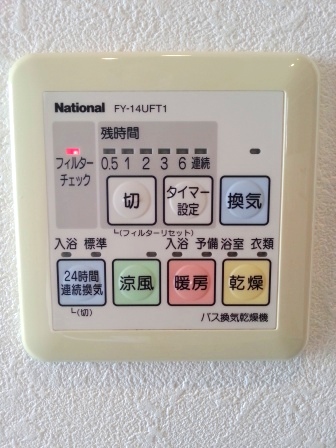 National FY-14UFT1
残時間
フィルター
チェック
0.5 1 2 3 6 連続
切
タイマー
設定
換気
(フィルターリセット)
入浴 標準 入浴 予備 浴室 衣類
24時間
連続換気
涼風
暖房
乾燥
(切)
バス換気乾燥機